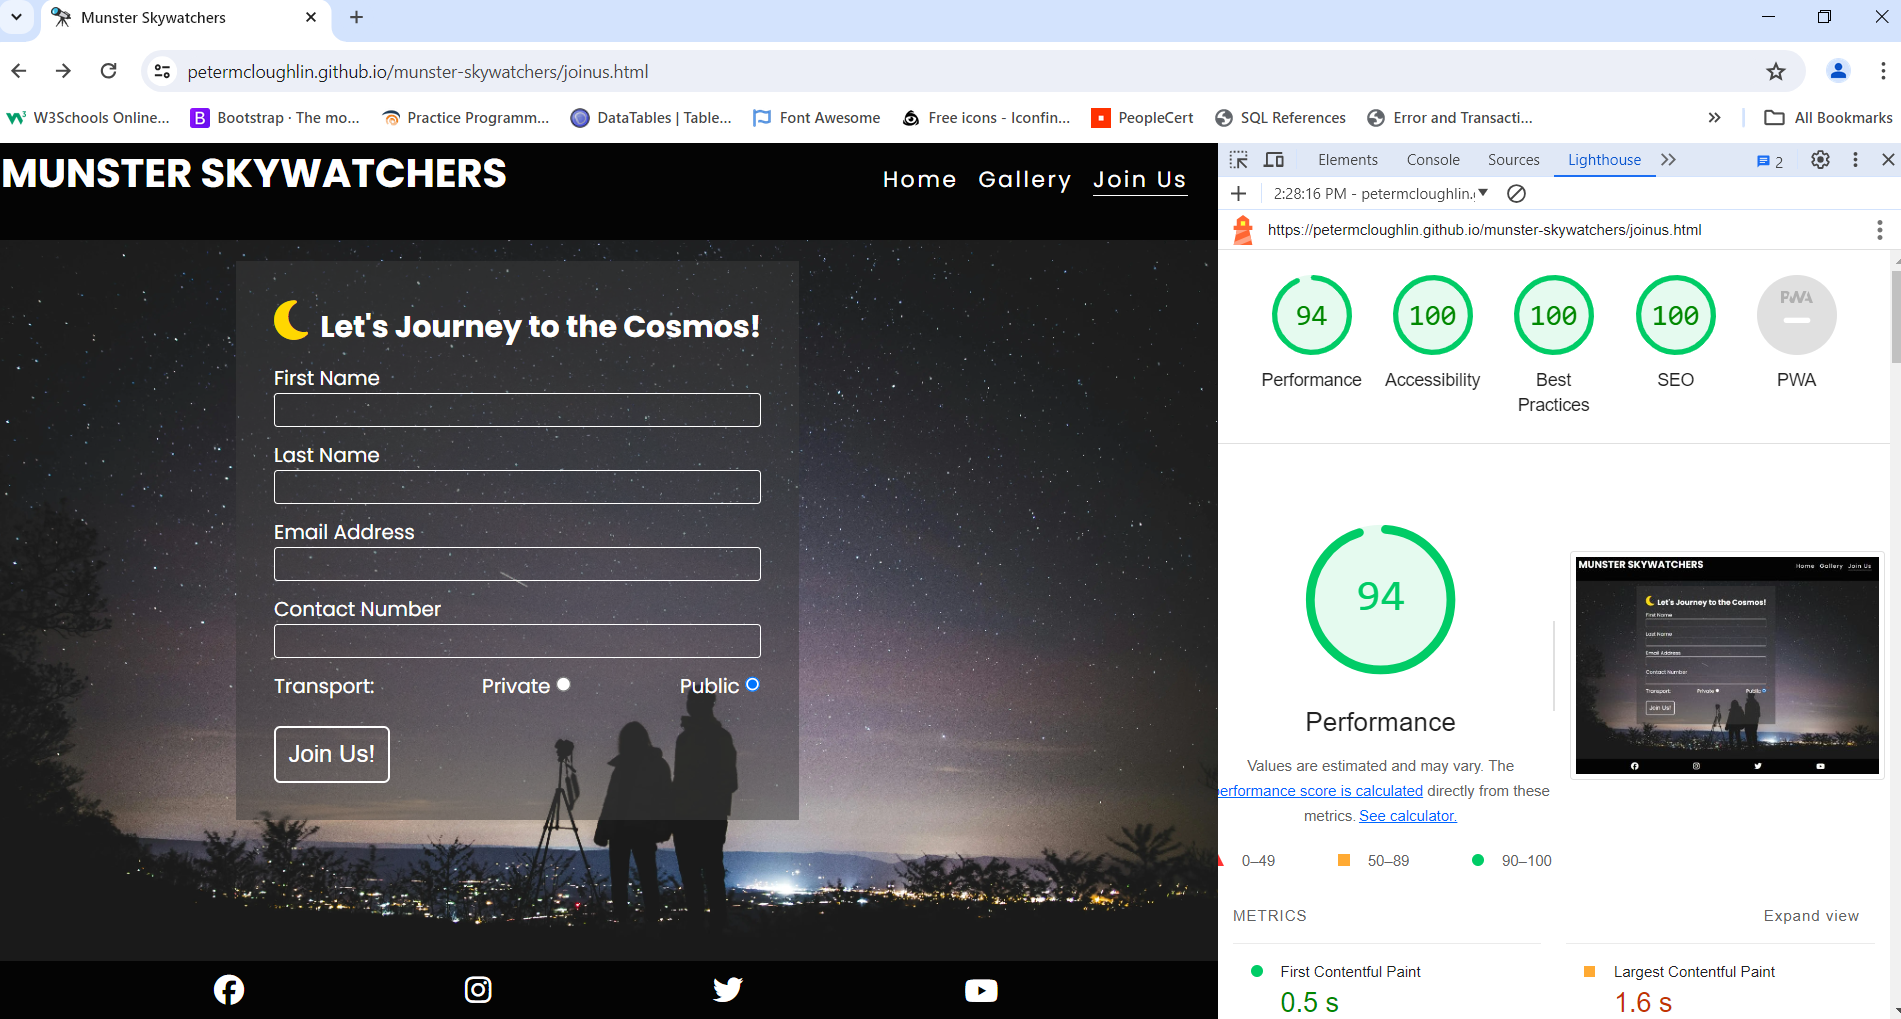 Munster Skywatchers
petermcloughlin.github.io/munster-skywatchers/joinus.html
W3Schools Online...
Bootstrap · The mo...
Practice Programm...
DataTables | Table...
Font Awesome
Free icons - Iconfin...
PeopleCert
SQL References
Error and Transacti...
All Bookmarks
MUNSTER SKYWATCHERS
Home Gallery Join Us
Let's Journey to the Cosmos!
First Name
Last Name
Email Address
Contact Number
Transport: Private Public
Join Us!
Elements Console Sources Lighthouse 2
2:28:16 PM - petermcloughlin.
https://petermcloughlin.github.io/munster-skywatchers/joinus.html
94 100 100 100 PWA
Performance Accessibility Best Practices SEO PWA
94
Performance
Values are estimated and may vary. The
erformance score is calculated directly from these
metrics. See calculator.
0–49 50–89 90–100
MUNSTER SKYWATCHERS
Home Gallery Join Us
Let's Journey to the Cosmos!
First Name
Last Name
Email Address
Contact Number
Transport: Private Public
Join Us!
METRICS Expand view
First Contentful Paint
0.5 s
Largest Contentful Paint
1.6 s